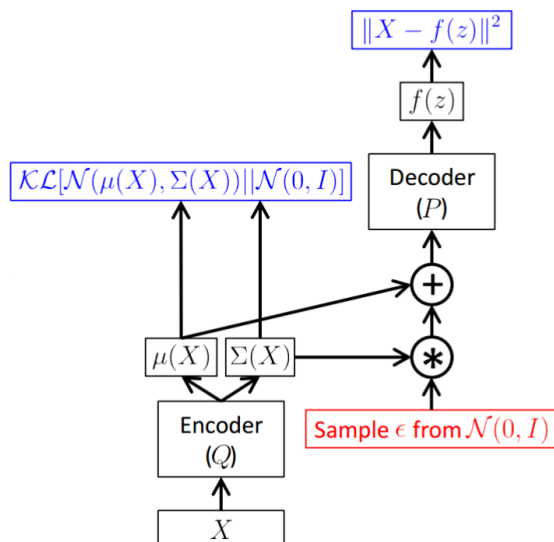 ‖X − f(z)‖²
f(z)
𝒦ℒ[𝒩(μ(X), Σ(X))||𝒩(0, I)]
Decoder
(P)
+
μ(X)
Σ(X)
*
Encoder
(Q)
Sample ϵ from 𝒩(0, I)
X